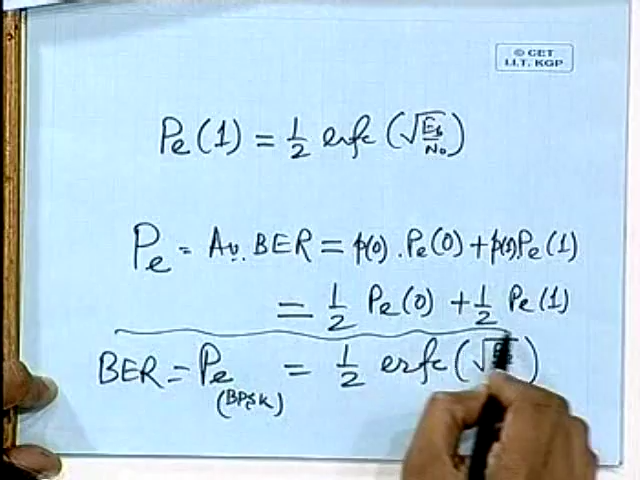 © CET
I.I.T. KGP
Pe(1) = 1/2 erfc (√(Eb/No))
Pe = Av. BER = p(0) . Pe(0) + p(1) Pe(1)
= 1/2 Pe(0) + 1/2 Pe(1)
BER = Pe (BPSK) = 1/2 erfc (√ )